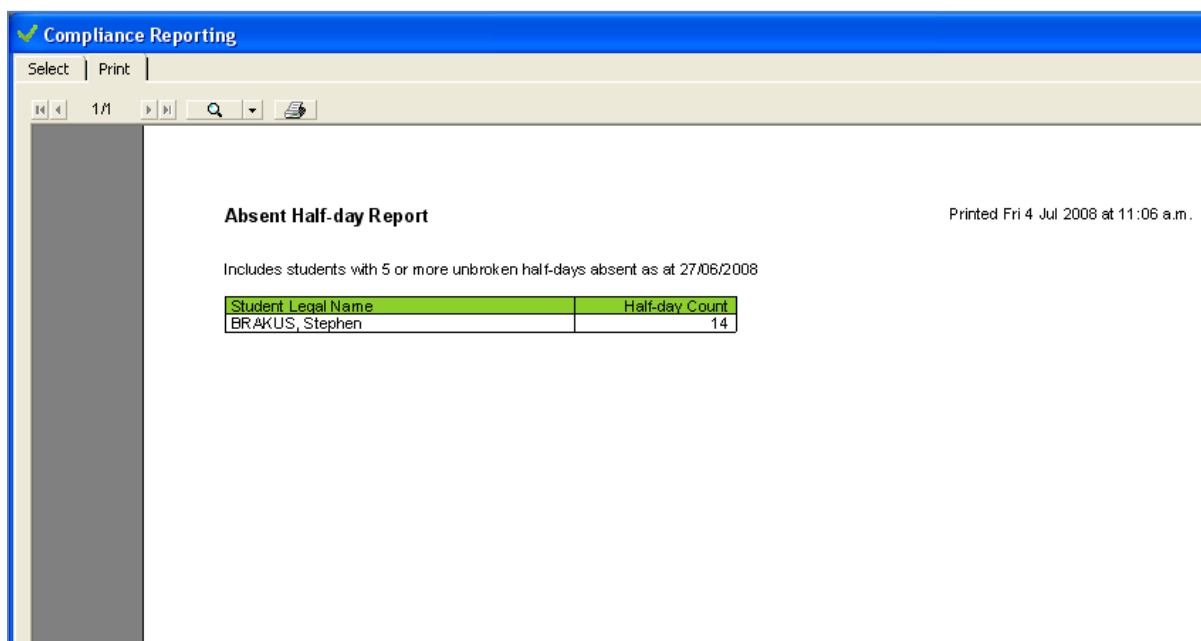 Compliance Reporting
Select Print
1/1
Absent Half-day Report Printed Fri 4 Jul 2008 at 11:06 a.m.
Includes students with 5 or more unbroken half-days absent as at 27/06/2008
Student Legal Name Half-day Count
BRAKUS, Stephen 14